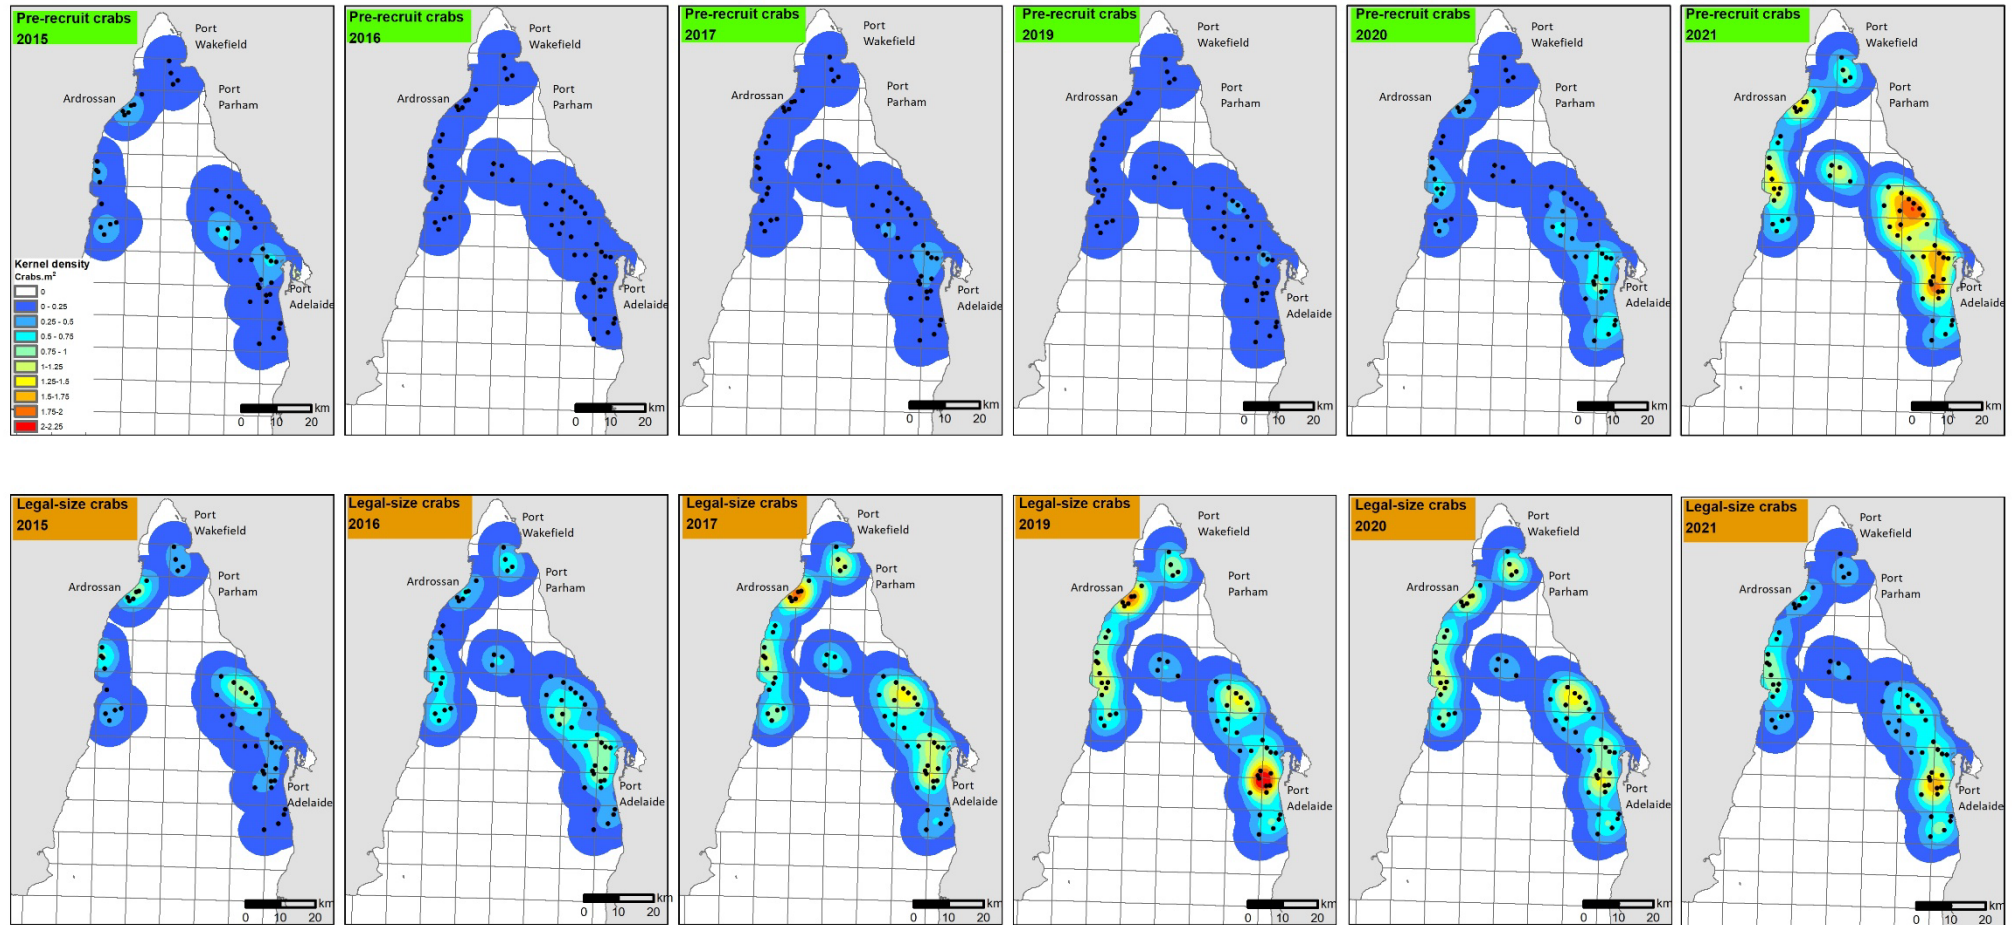 Pre-recruit crabs
2015
Port
Wakefield
Ardrossan
Port
Parham
Port
Adelaide
Kernel density
Crabs.m²
0
0 - 0.25
0.25 - 0.5
0.5 - 0.75
0.75 - 1
1-1.25
1.25-1.5
1.5-1.75
1.75-2
2-2.25
km
0 10 20
Pre-recruit crabs
2016
Port
Wakefield
Ardrossan
Port
Parham
Port
Adelaide
km
0 10 20
Pre-recruit crabs
2017
Port
Wakefield
Ardrossan
Port
Parham
Port
Adelaide
km
0 10 20
Pre-recruit crabs
2019
Port
Wakefield
Ardrossan
Port
Parham
Port
Adelaide
km
0 10 20
Pre-recruit crabs
2020
Port
Wakefield
Ardrossan
Port
Parham
Port
Adelaide
km
0 10 20
Pre-recruit crabs
2021
Port
Wakefield
Ardrossan
Port
Parham
Port
Adelaide
km
0 10 20
Legal-size crabs
2015
Port
Wakefield
Ardrossan
Port
Parham
Port
Adelaide
km
0 10 20
Legal-size crabs
2016
Port
Wakefield
Ardrossan
Port
Parham
Port
Adelaide
km
0 10 20
Legal-size crabs
2017
Port
Wakefield
Ardrossan
Port
Parham
Port
Adelaide
km
0 10 20
Legal-size crabs
2019
Port
Wakefield
Ardrossan
Port
Parham
Port
Adelaide
km
0 10 20
Legal-size crabs
2020
Port
Wakefield
Ardrossan
Port
Parham
Port
Adelaide
km
0 10 20
Legal-size crabs
2021
Port
Wakefield
Ardrossan
Port
Parham
Port
Adelaide
km
0 10 20